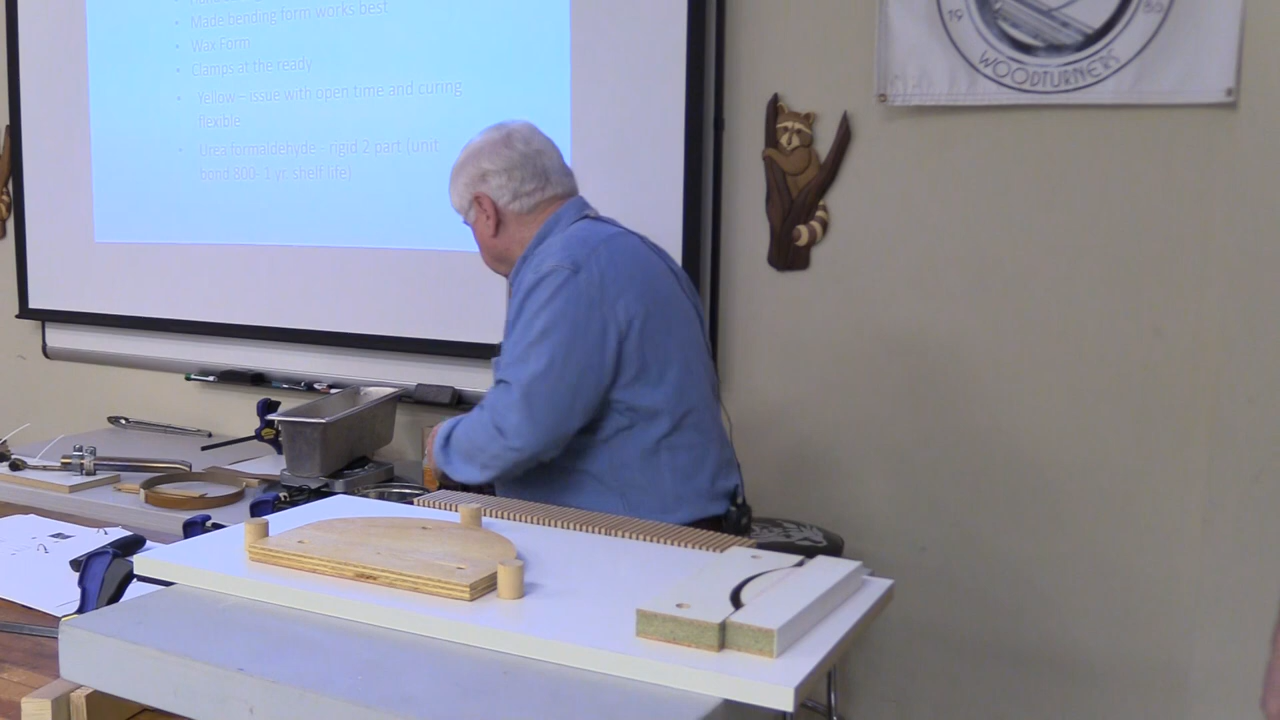 Made bending form works best
Wax Form
Clamps at the ready
Yellow – issue with open time and curing
flexible
Urea formaldehyde - rigid 2 part (unit
bond 800- 1 yr. shelf life)
19
WOODTURNERS